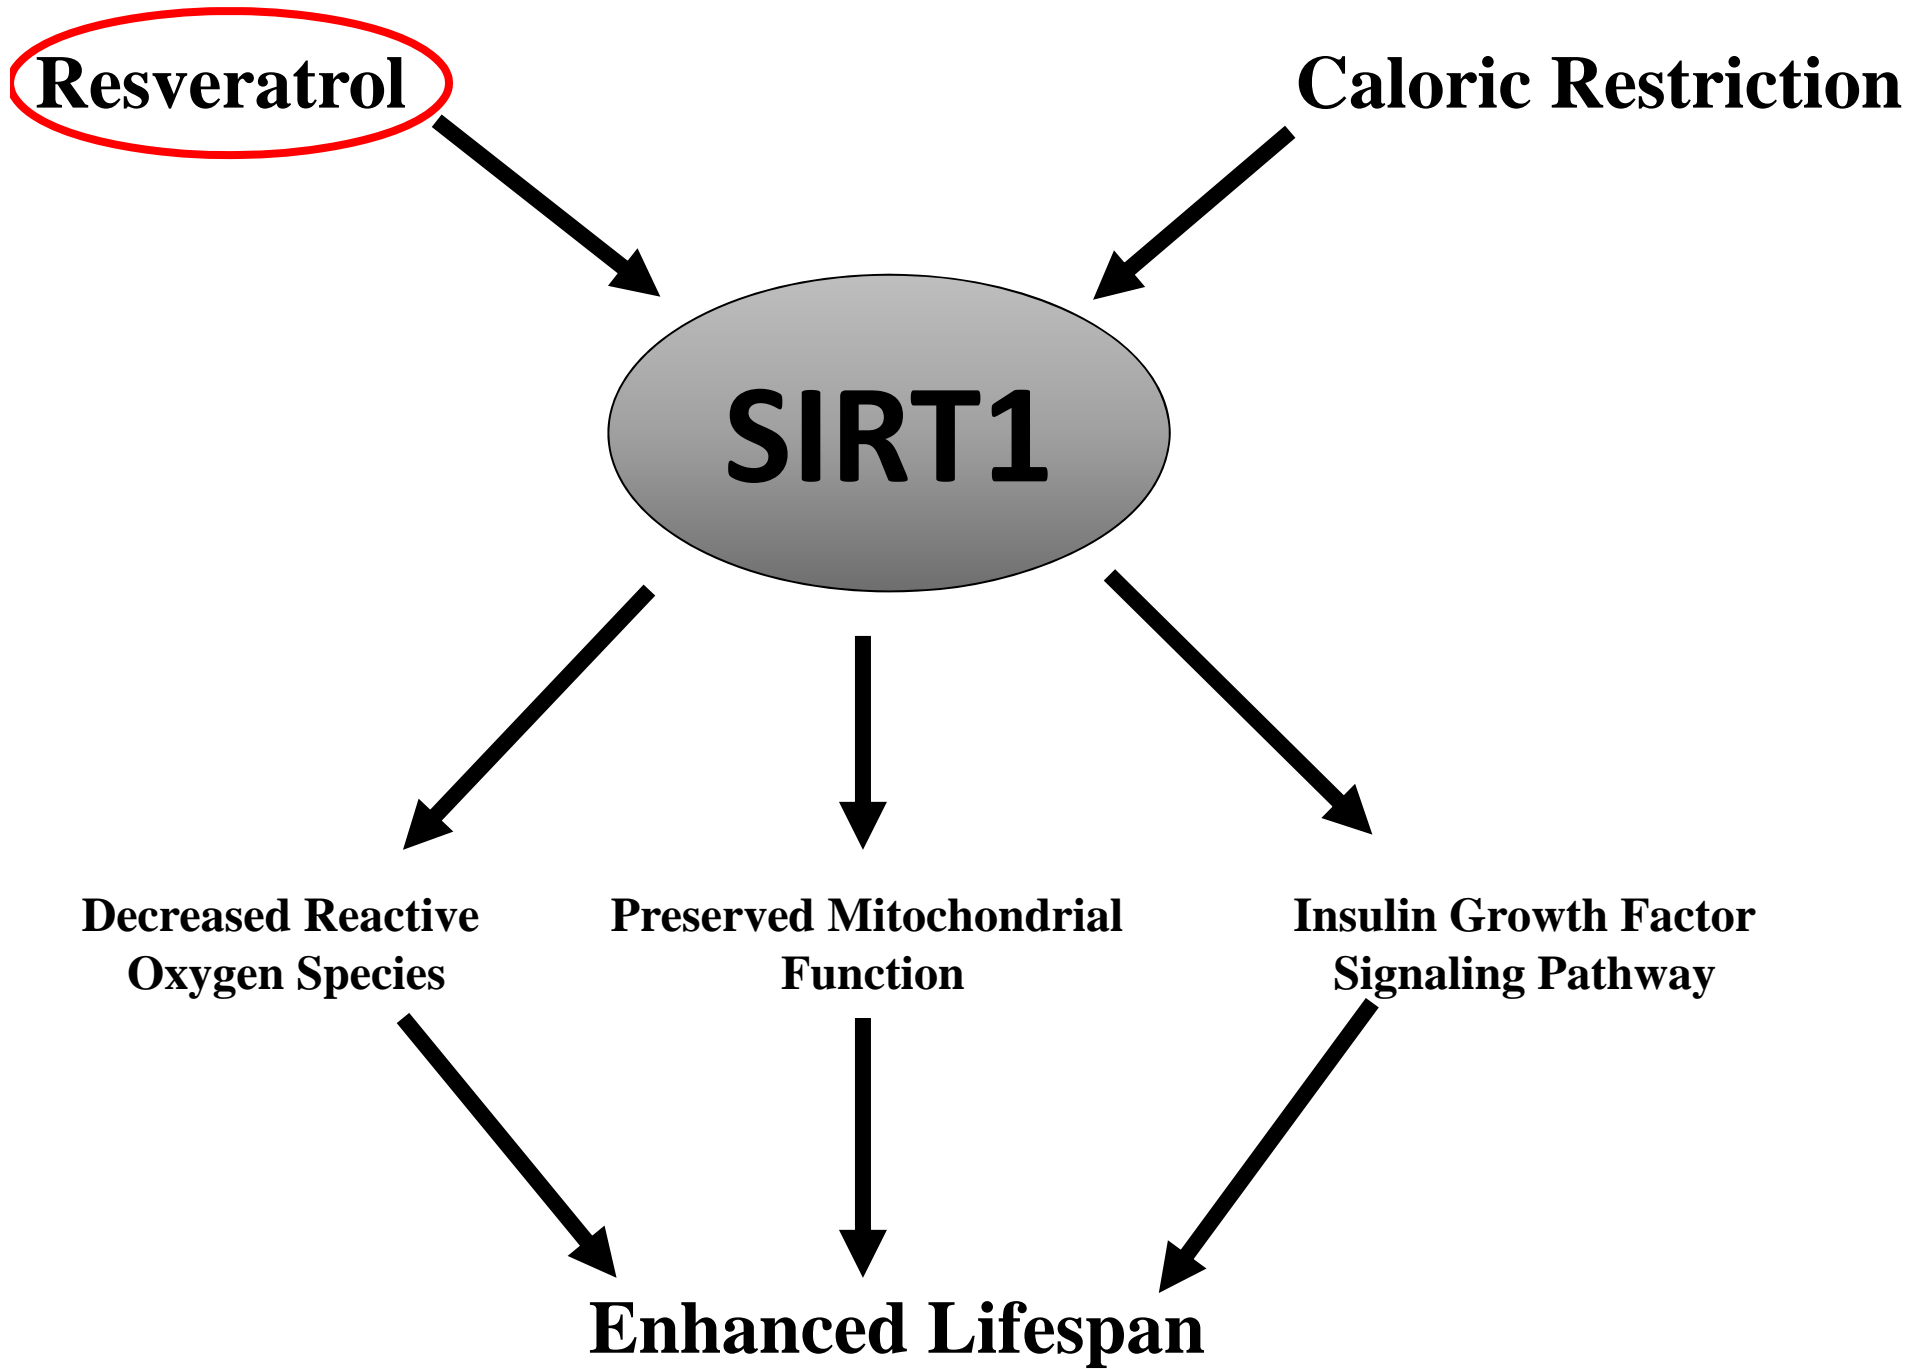 Resveratrol
Caloric Restriction
SIRT1
Decreased Reactive
Oxygen Species
Preserved Mitochondrial
Function
Insulin Growth Factor
Signaling Pathway
Enhanced Lifespan